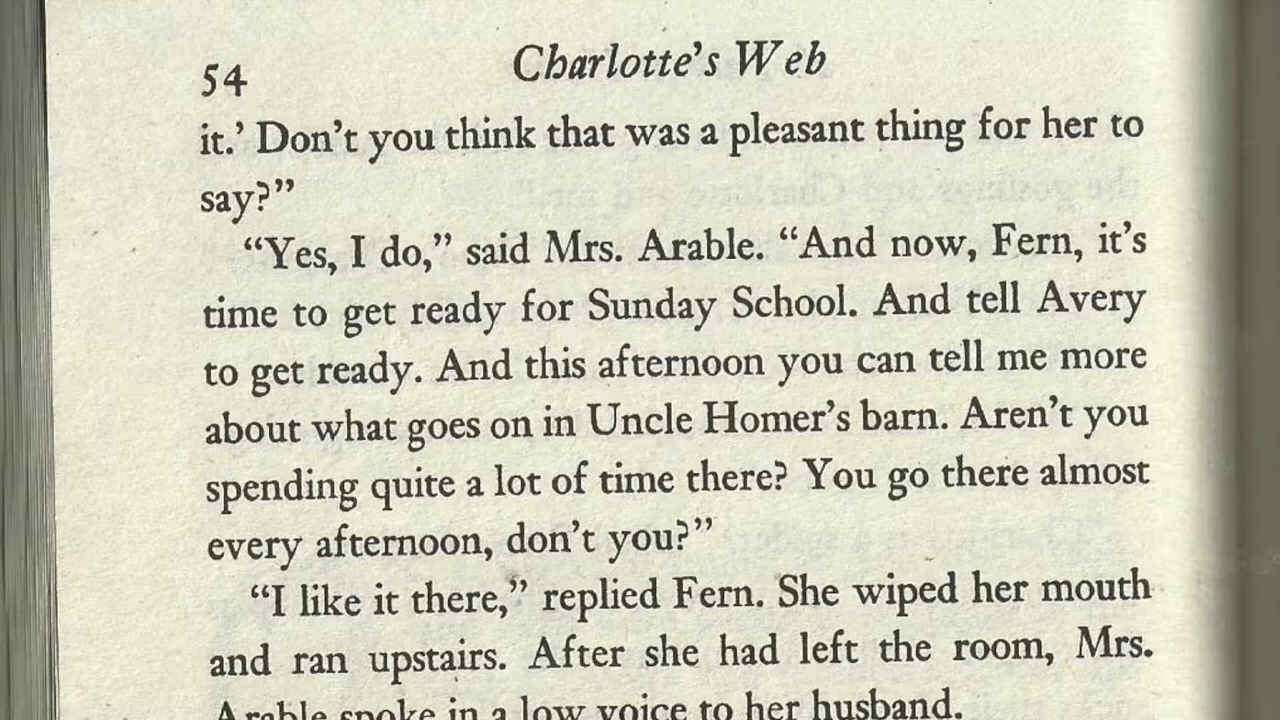 54 Charlotte's Web
it.' Don't you think that was a pleasant thing for her to
say?”
“Yes, I do,” said Mrs. Arable. “And now, Fern, it's
time to get ready for Sunday School. And tell Avery
to get ready. And this afternoon you can tell me more
about what goes on in Uncle Homer's barn. Aren't you
spending quite a lot of time there? You go there almost
every afternoon, don't you?”
“I like it there,” replied Fern. She wiped her mouth
and ran upstairs. After she had left the room, Mrs.
Arable spoke in a low voice to her husband.